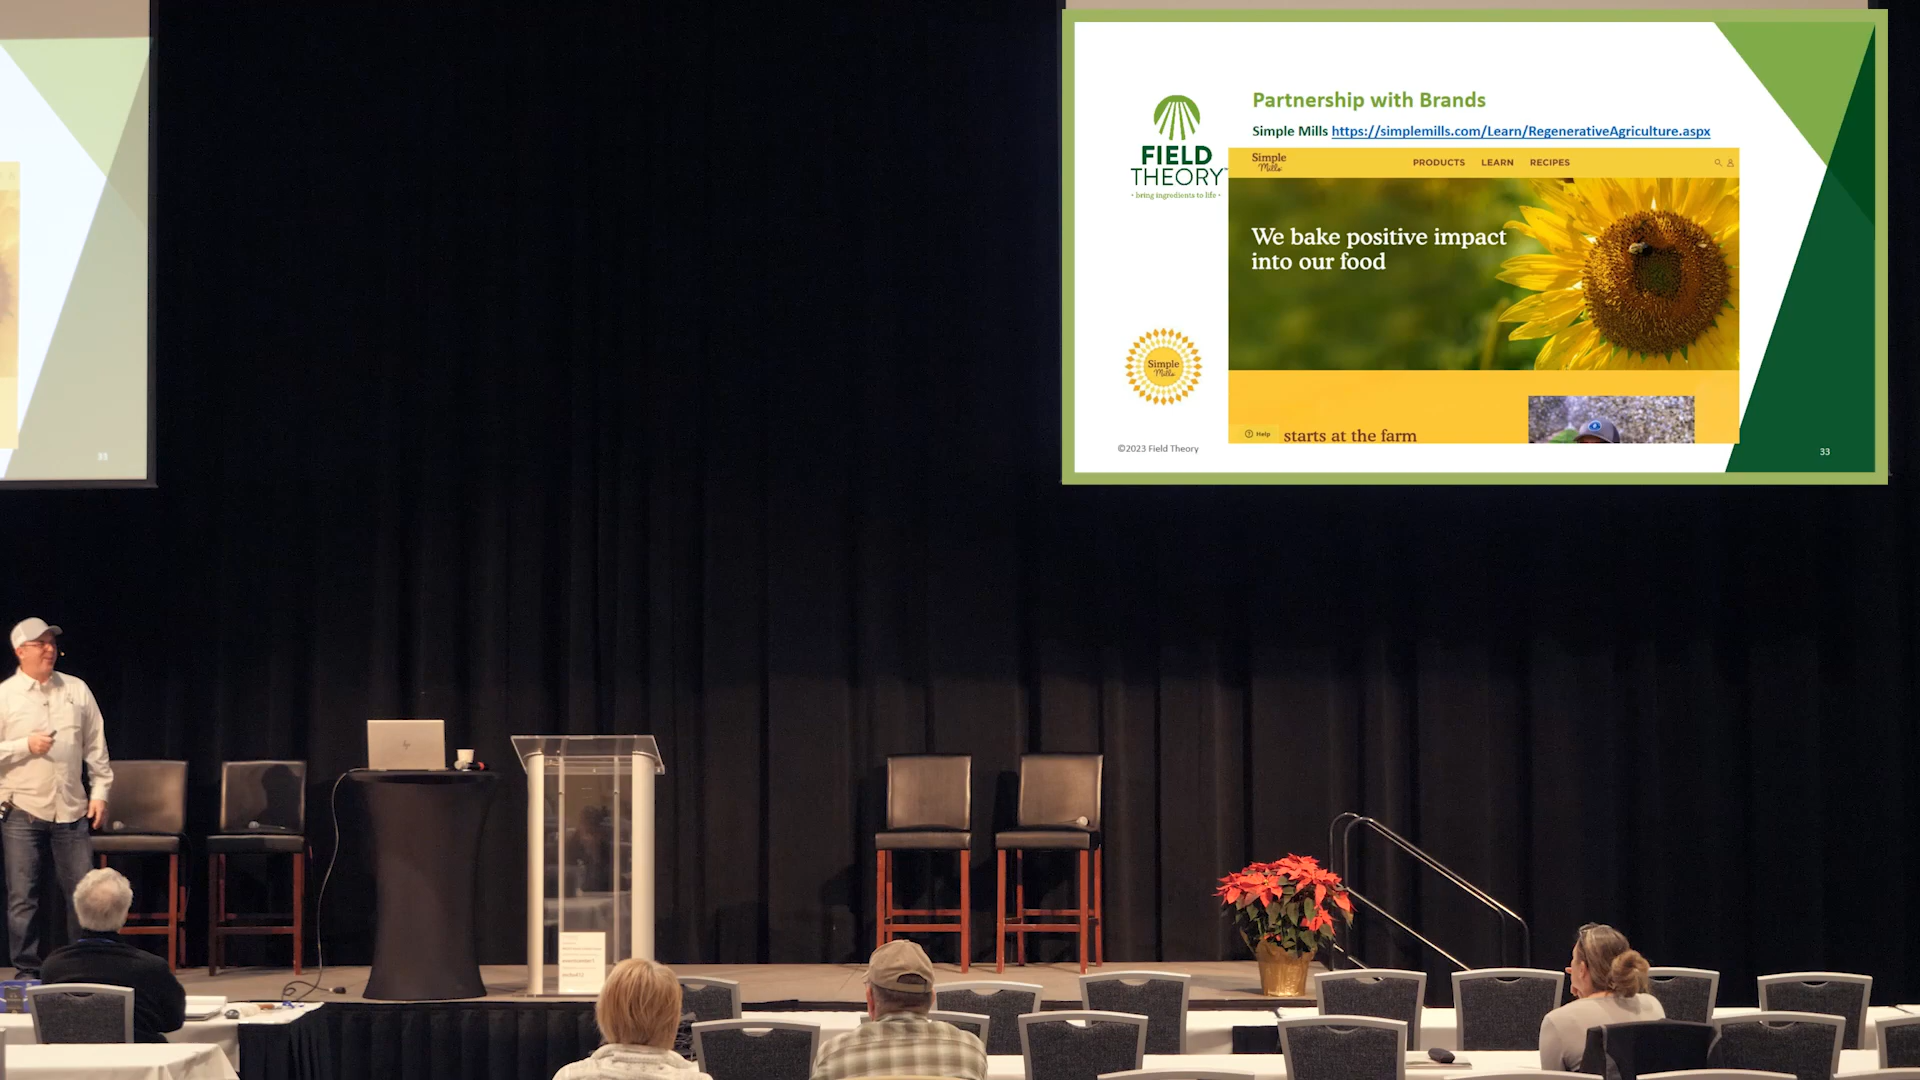 Partnership with Brands
Simple Mills https://simplemills.com/Learn/RegenerativeAgriculture.aspx
FIELD
THEORY
• bring ingredients to life •
Simple
Mills
PRODUCTS LEARN RECIPES
We bake positive impact
into our food
Simple
Mills
Help
starts at the farm
©2023 Field Theory
33
33